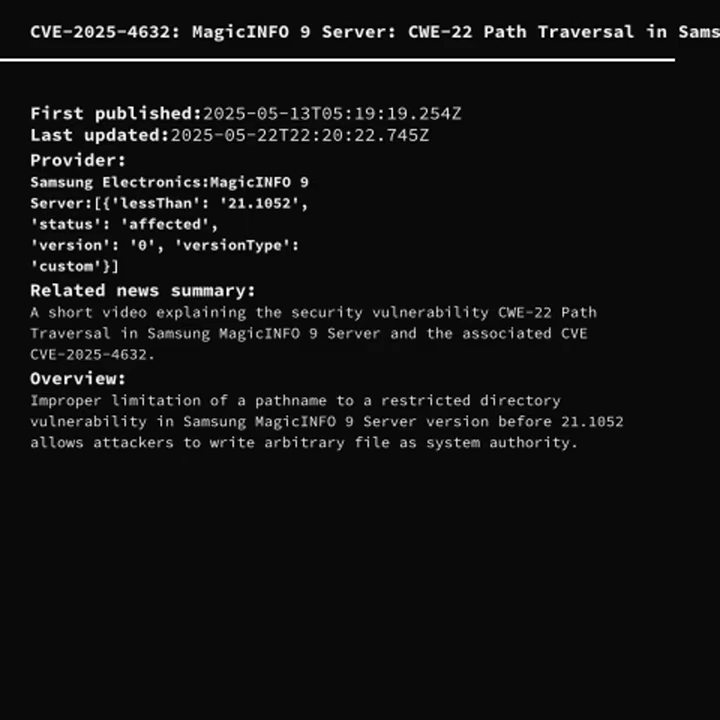 CVE-2025-4632: MagicINFO 9 Server: CWE-22 Path Traversal in Sams
First published:2025-05-13T05:19:19.254Z
Last updated:2025-05-22T22:20:22.745Z
Provider:
Samsung Electronics:MagicINFO 9
Server:[{'lessThan': '21.1052',
'status': 'affected',
'version': '0', 'versionType':
'custom'}]
Related news summary:
A short video explaining the security vulnerability CWE-22 Path
Traversal in Samsung MagicINFO 9 Server and the associated CVE
CVE-2025-4632.
Overview:
Improper limitation of a pathname to a restricted directory
vulnerability in Samsung MagicINFO 9 Server version before 21.1052
allows attackers to write arbitrary file as system authority.